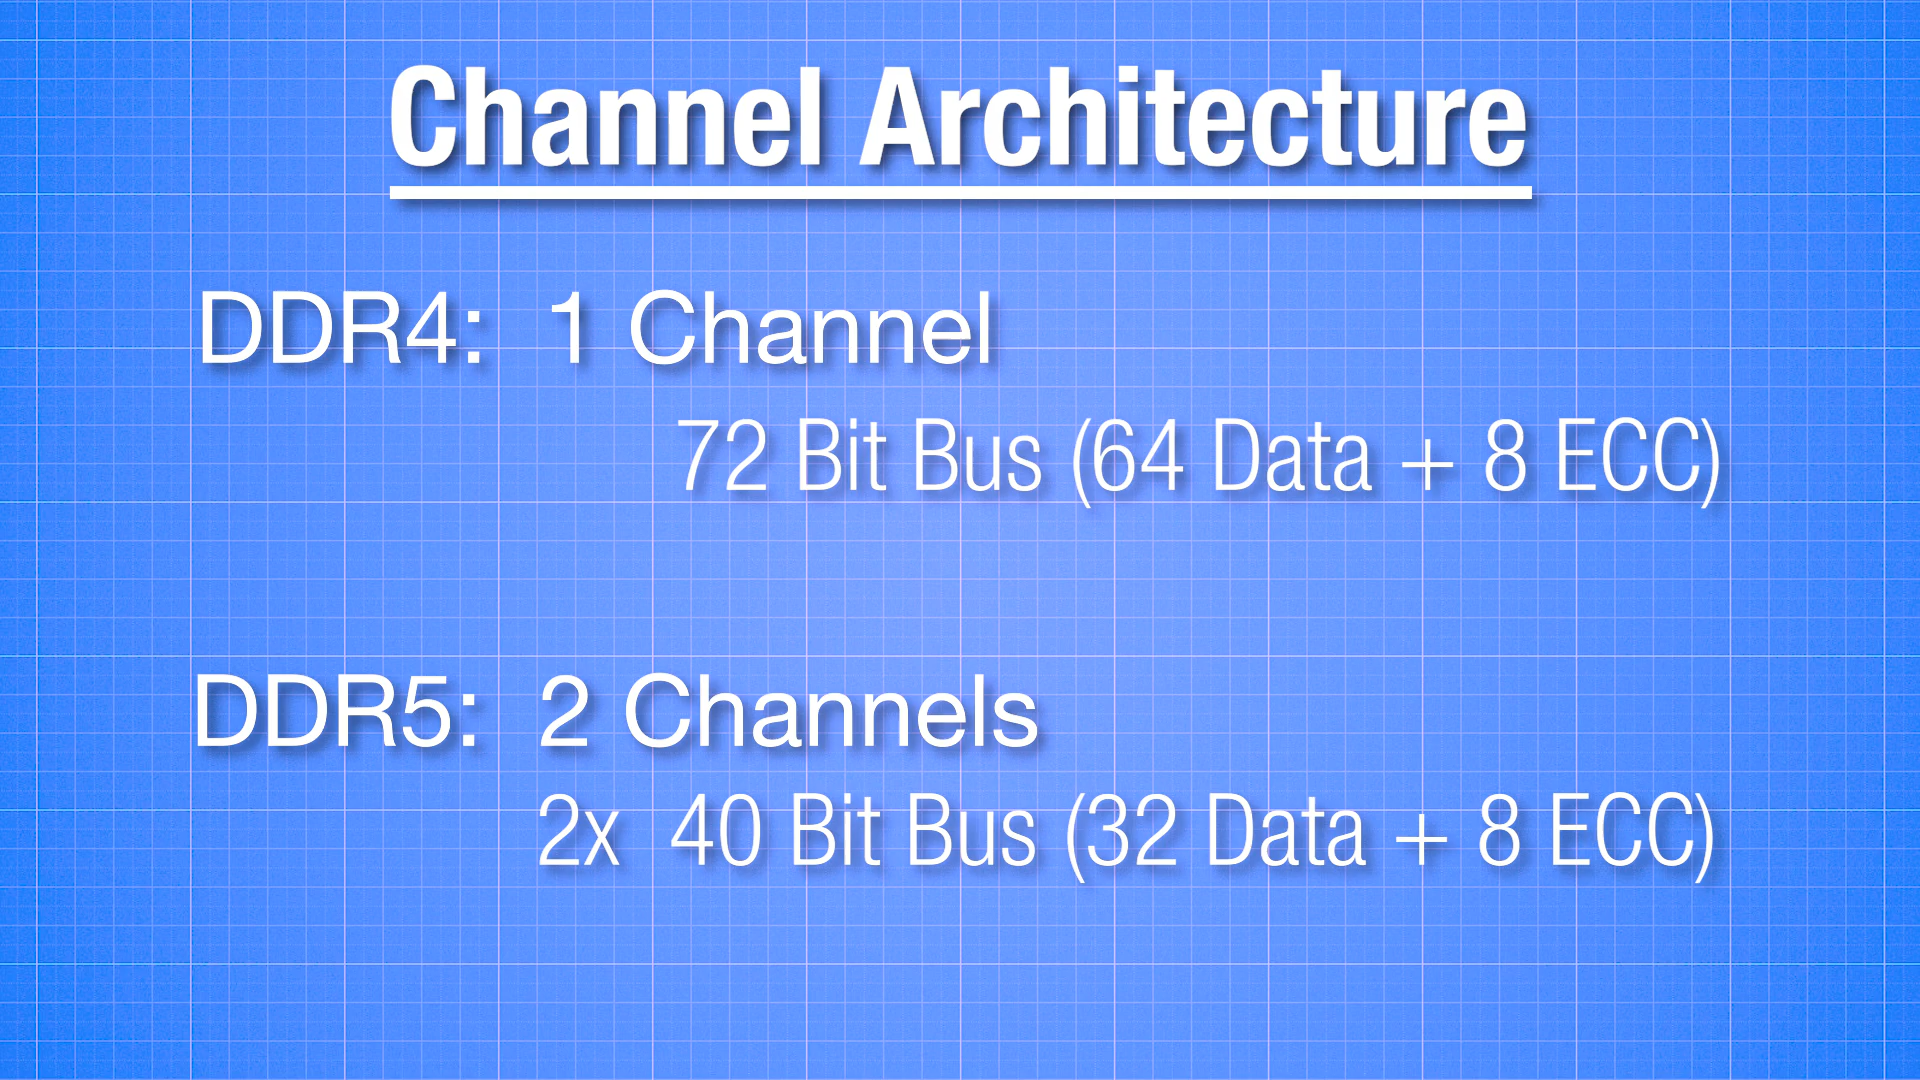 Channel Architecture
DDR4: 1 Channel
72 Bit Bus (64 Data + 8 ECC)
DDR5: 2 Channels
2x 40 Bit Bus (32 Data + 8 ECC)